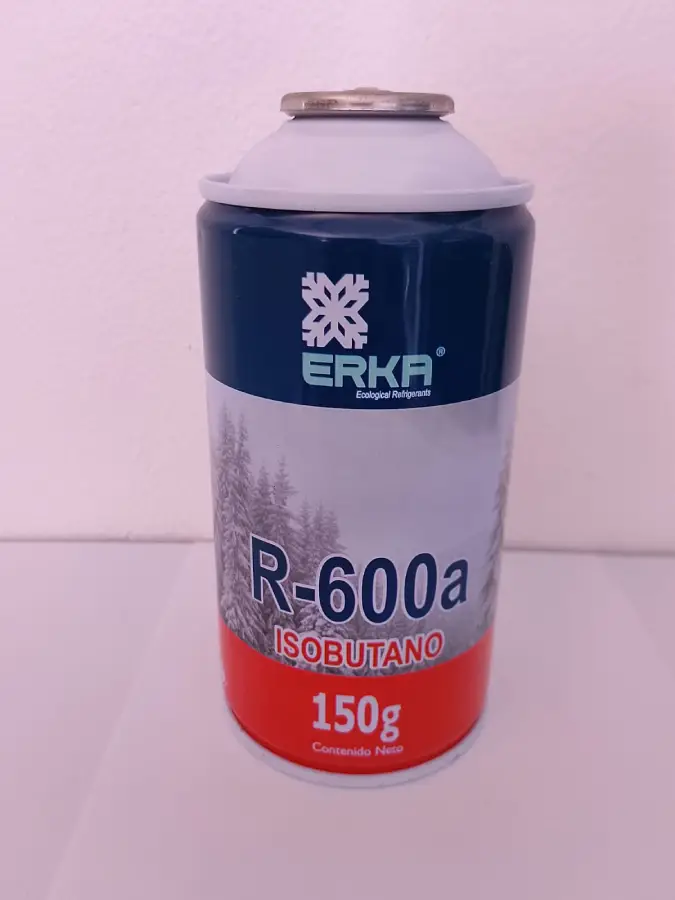 ERKA®
Ecological Refrigerants
R-600a
ISOBUTANO
150g
Contenido Neto